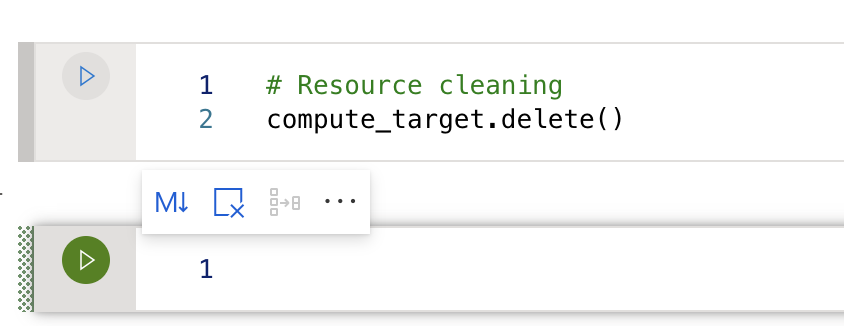 1 # Resource cleaning
2 compute_target.delete()
M↓ ···
1